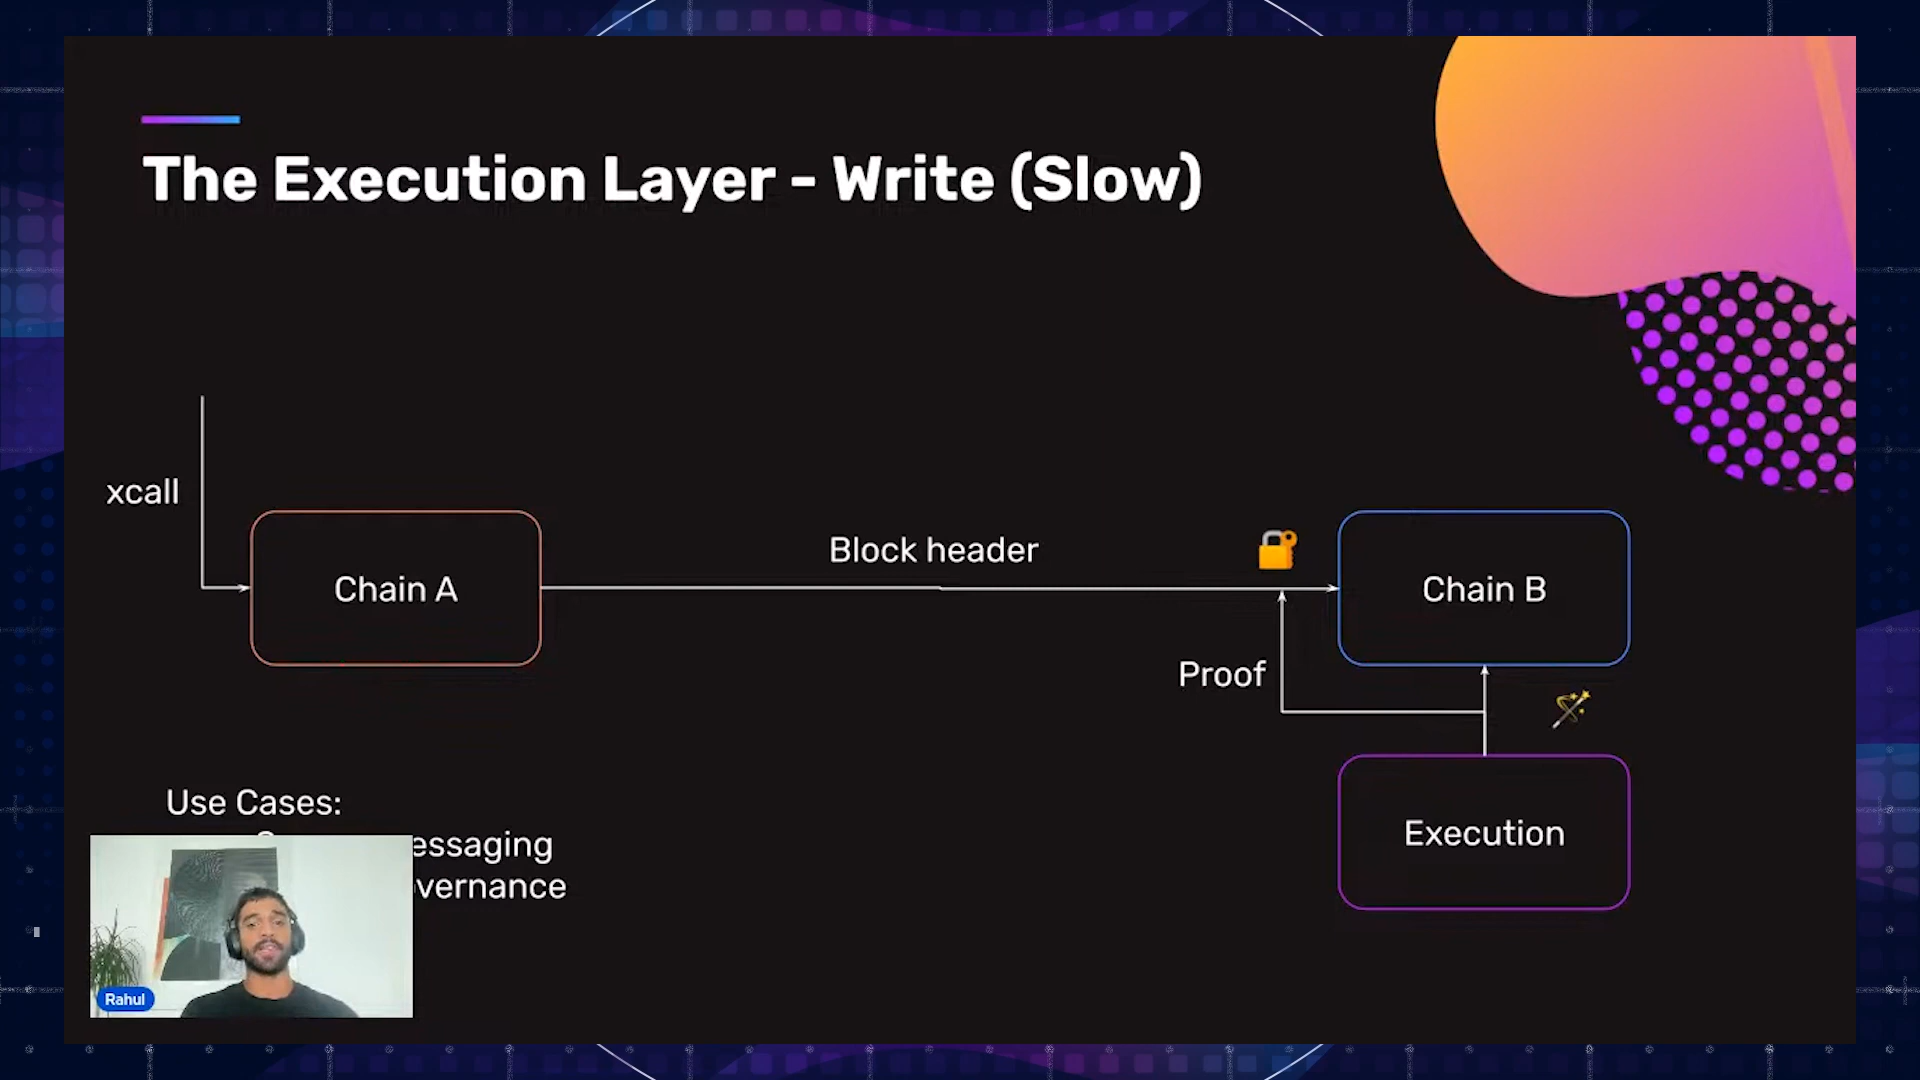 The Execution Layer - Write (Slow)
xcall
Chain A
Block header
Chain B
Proof
Execution
Use Cases:
essaging
vernance
Rahul